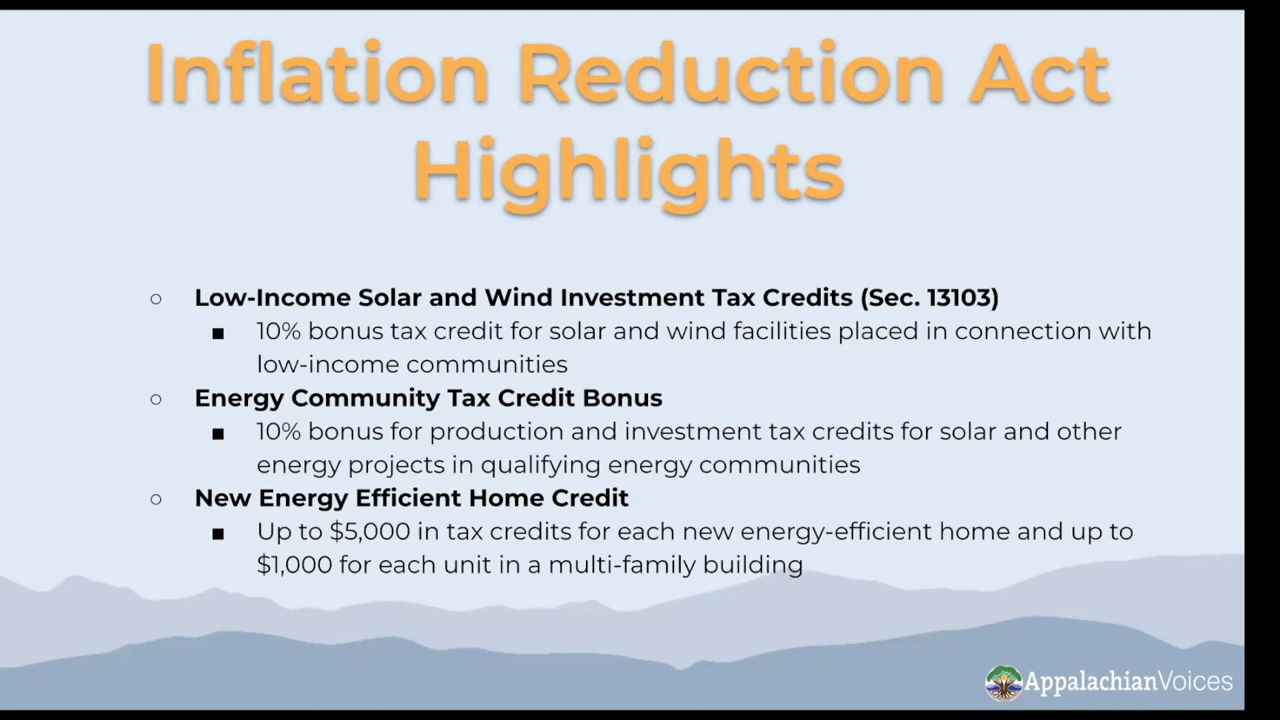 Inflation Reduction Act
Highlights
○ Low-Income Solar and Wind Investment Tax Credits (Sec. 13103)
■ 10% bonus tax credit for solar and wind facilities placed in connection with
low-income communities
○ Energy Community Tax Credit Bonus
■ 10% bonus for production and investment tax credits for solar and other
energy projects in qualifying energy communities
○ New Energy Efficient Home Credit
■ Up to $5,000 in tax credits for each new energy-efficient home and up to
$1,000 for each unit in a multi-family building
AppalachianVoices